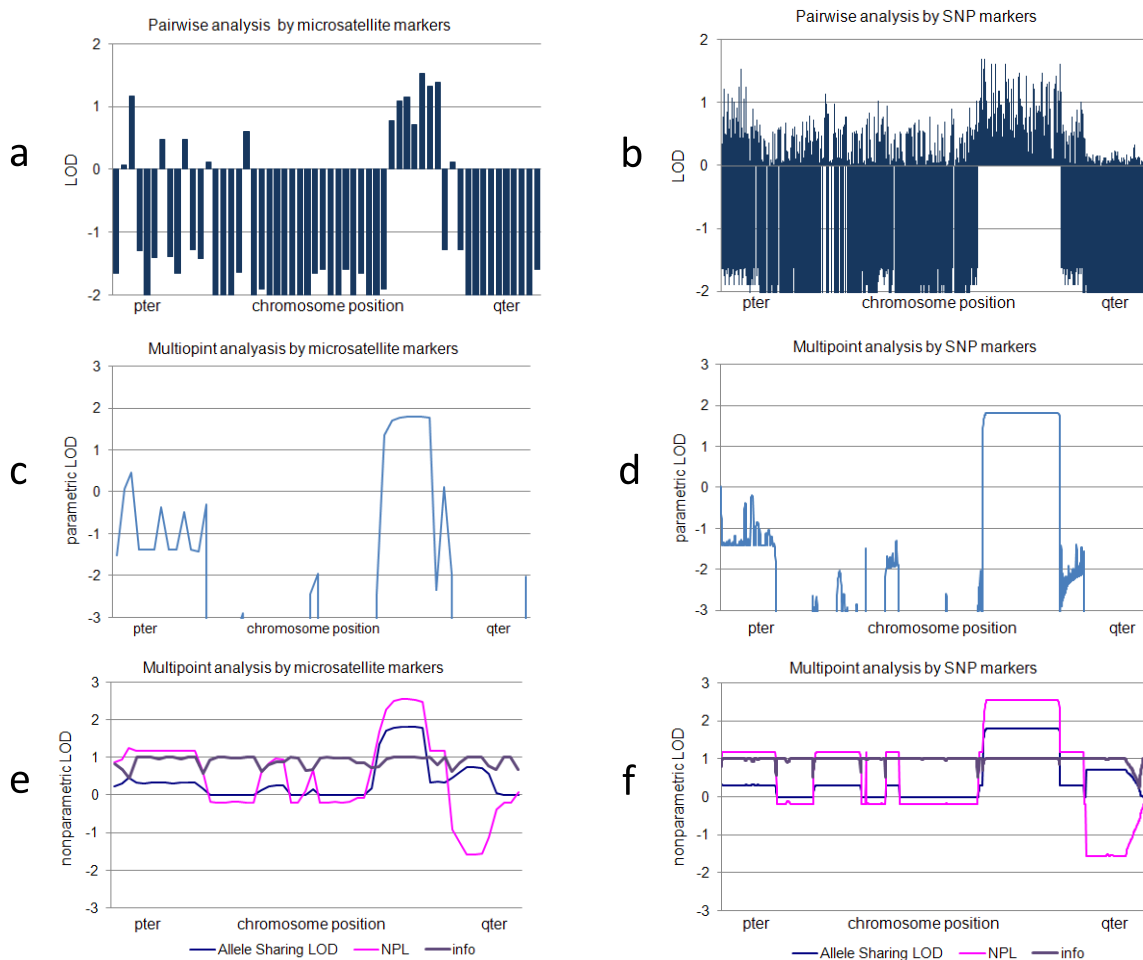 Pairwise analysis by microsatellite markers
a
LOD
2
1
0
-1
-2
pter
chromosome position
qter
Pairwise analysis by SNP markers
b
LOD
2
1
0
-1
-2
pter
chromosome position
qter
Multiopint analyasis by microsatellite markers
c
parametric LOD
3
2
1
0
-1
-2
-3
pter
chromosome position
qter
Multipoint analysis by SNP markers
d
parametric LOD
3
2
1
0
-1
-2
-3
pter
chromosome position
qter
Multipoint analysis by microsatellite markers
e
nonparametric LOD
3
2
1
0
-1
-2
-3
pter
chromosome position
qter
Allele Sharing LOD NPL info
Multipoint analysis by SNP markers
f
nonparametric LOD
3
2
1
0
-1
-2
-3
pter
chromosome position
qter
Allele Sharing LOD NPL info